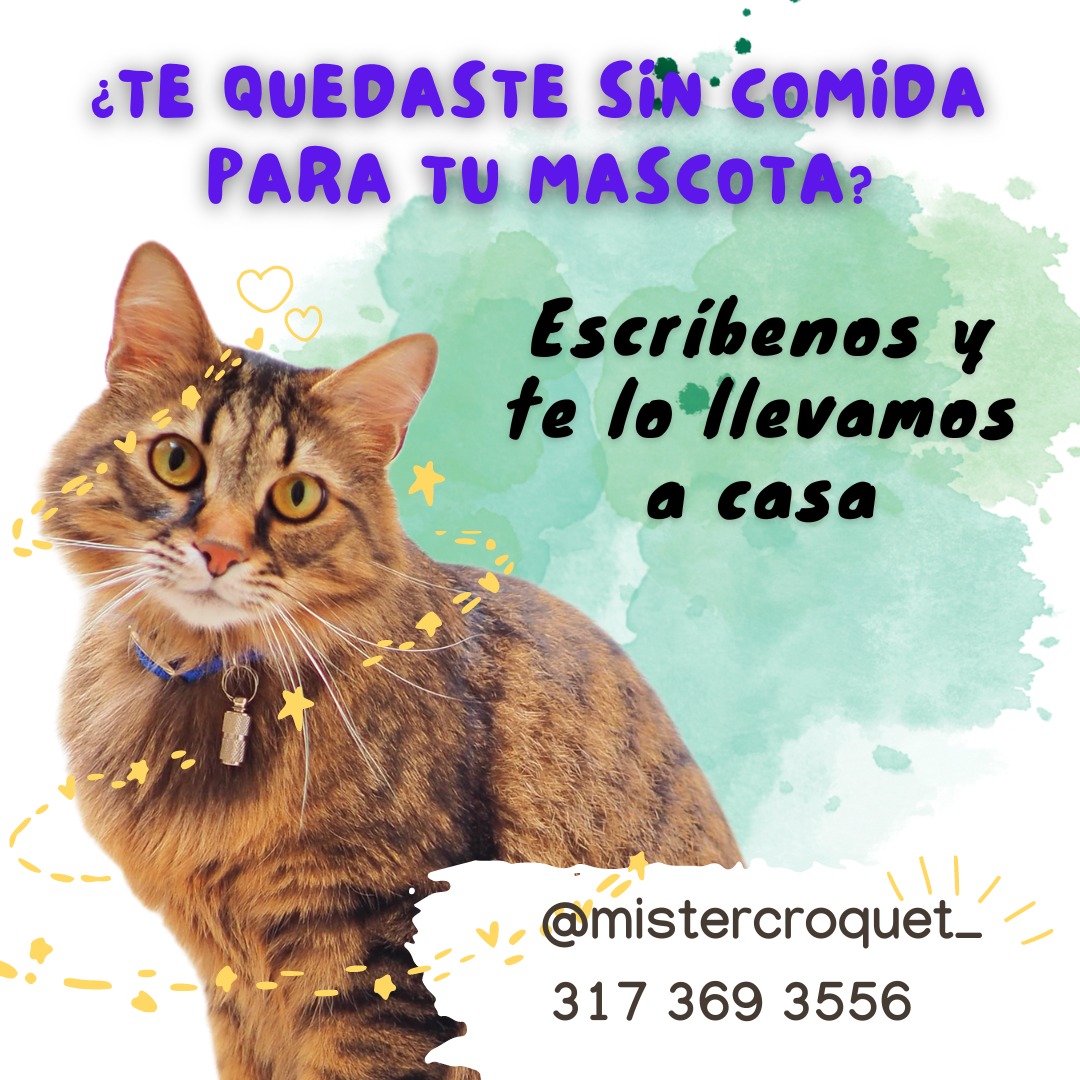 ¿TE QUEDASTE SIN COMIDA
PARA TU MASCOTA?
Escríbenos y
te lo llevamos
a casa
@mistercroquet_
317 369 3556